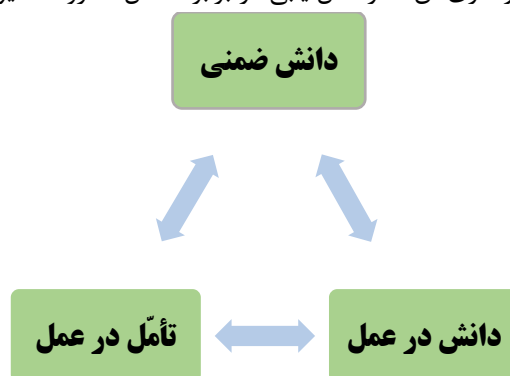 دانش ضمنی
دانش در عمل
تأمّل در عمل